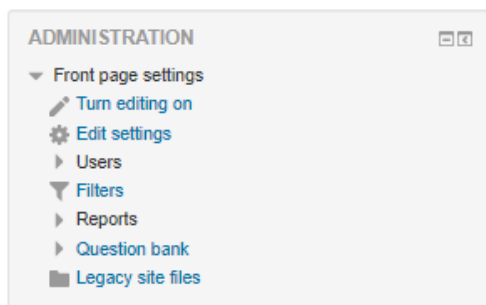 ADMINISTRATION
Front page settings
Turn editing on
Edit settings
Users
Filters
Reports
Question bank
Legacy site files